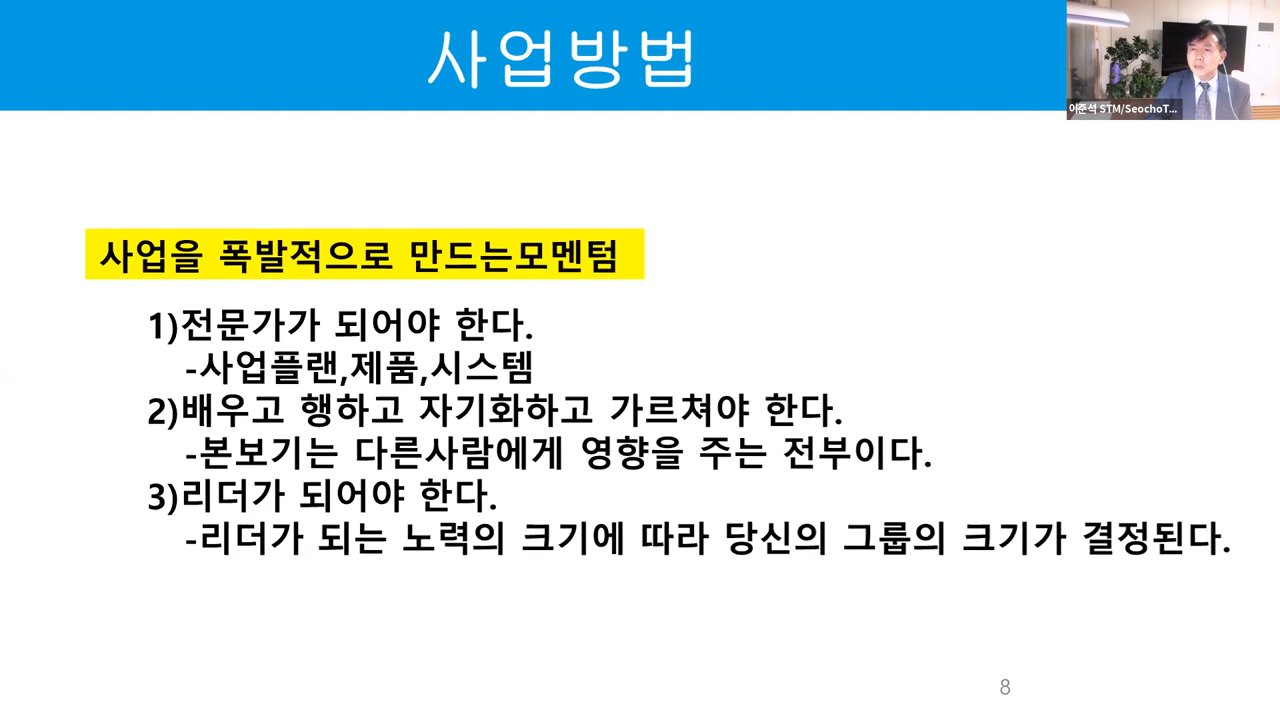 사업방법
이준석 STM/SeochoT...
사업을 폭발적으로 만드는모멘텀
1)전문가가 되어야 한다.
-사업플랜,제품,시스템
2)배우고 행하고 자기화하고 가르쳐야 한다.
-본보기는 다른사람에게 영향을 주는 전부이다.
3)리더가 되어야 한다.
-리더가 되는 노력의 크기에 따라 당신의 그룹의 크기가 결정된다.
8